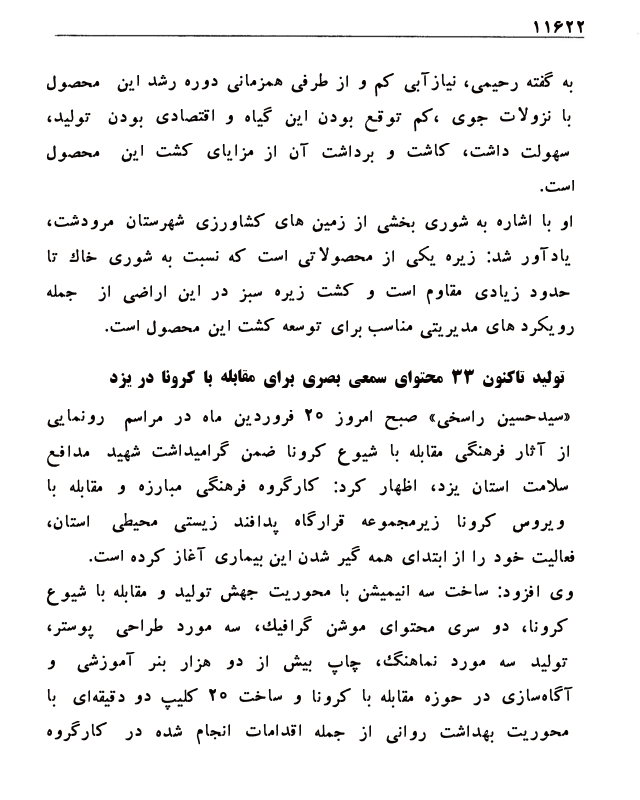 ۱۱۶۲۲
به گفته رحیمی، نیازآبی کم و از طرفی همزمانی دوره رشد این محصول
با نزولات جوی ،کم توقع بودن این گیاه و اقتصادی بودن تولید،
سهولت داشت، کاشت و برداشت آن از مزایای کشت این محصول
است.
او با اشاره به شوری بخشی از زمین های کشاورزی شهرستان مرودشت،
یادآور شد: زیره یکی از محصولاتی است که نسبت به شوری خاک تا
حدود زیادی مقاوم است و کشت زیره سبز در این اراضی از جمله
رویکرد های مدیریتی مناسب برای توسعه کشت این محصول است.
تولید تاکنون ۳۳ محتوای سمعی بصری برای مقابله با کرونا در یزد
«سیدحسین راسخی» صبح امروز ۲۵ فروردین ماه در مراسم رونمایی
از آثار فرهنگی مقابله با شیوع کرونا ضمن گرامیداشت شهید مدافع
سلامت استان یزد، اظهار کرد: کارگروه فرهنگی مبارزه و مقابله با
ویروس کرونا زیرمجموعه قرارگاه پدافند زیستی محیطی استان،
فعالیت خود را از ابتدای همه گیر شدن این بیماری آغاز کرده است.
وی افزود: ساخت سه انیمیشن با محوریت جهش تولید و مقابله با شیوع
کرونا، دو سری محتوای موشن گرافیک، سه مورد طراحی پوستر،
تولید سه مورد نماهنگ، چاپ بیش از دو هزار بنر آموزشی و
آگاه‌سازی در حوزه مقابله با کرونا و ساخت ۲۵ کلیپ دو دقیقه‌ای با
محوریت بهداشت روانی از جمله اقدامات انجام شده در کارگروه